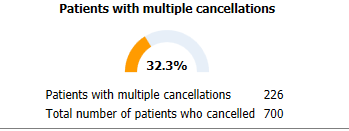 Patients with multiple cancellations
32.3%
Patients with multiple cancellations 226
Total number of patients who cancelled 700